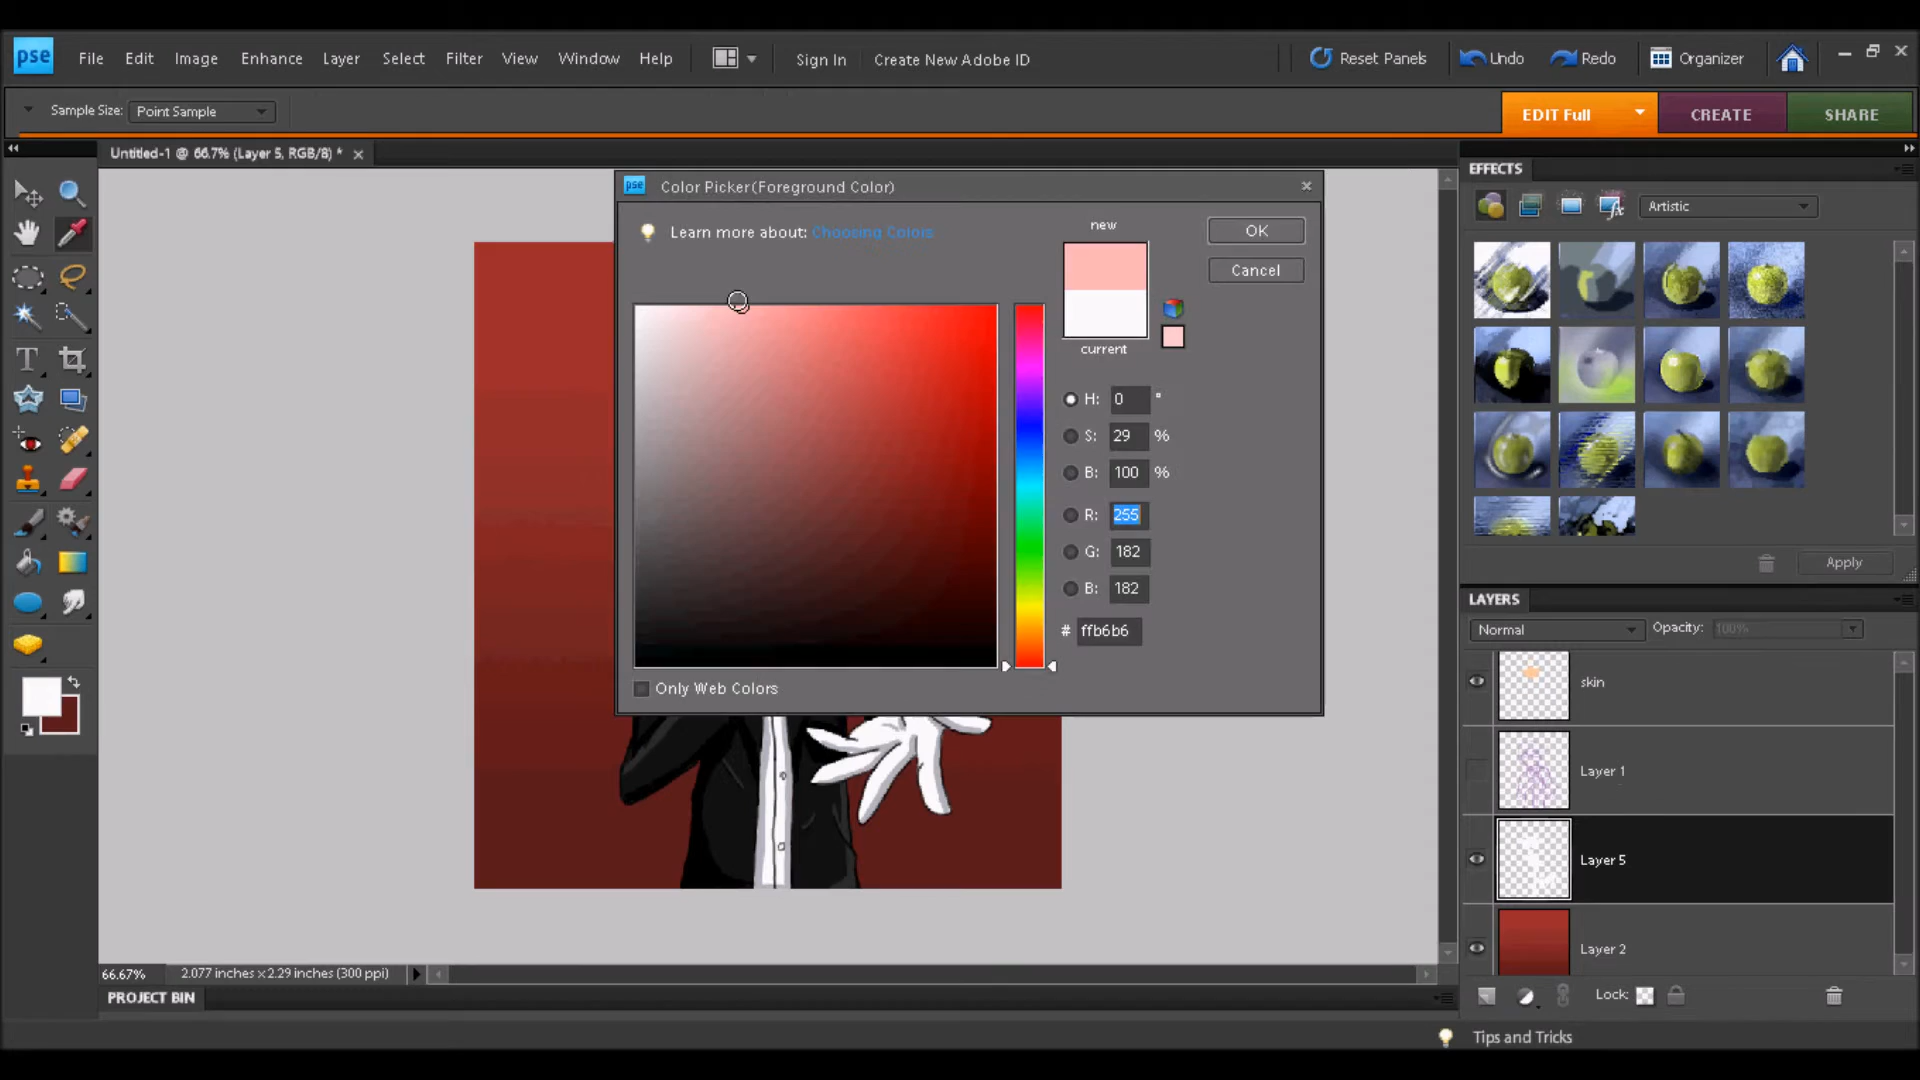 pse File Edit Image Enhance Layer Select Filter View Window Help Sign In Create New Adobe ID Reset Panels Undo Redo Organizer
Sample Size: Point Sample EDIT Full CREATE SHARE
Untitled-1 @ 66.7% (Layer 5, RGB/8) *
EFFECTS
pse Color Picker(Foreground Color)
Artistic
Learn more about: Choosing Colors
new
OK
Cancel
current
H: 0 °
S: 29 %
B: 100 %
R: 255
G: 182
B: 182
# ffb6b6
Only Web Colors
T
Apply
LAYERS
Normal Opacity: 100%
skin
Layer 1
Layer 5
Layer 2
66.67% 2.077 inches x 2.29 inches (300 ppi)
Lock:
PROJECT BIN
Tips and Tricks